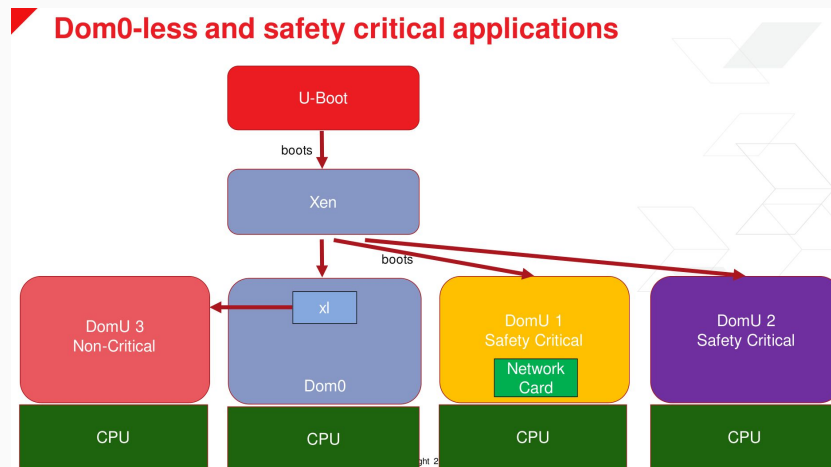 Dom0-less and safety critical applications
U-Boot
boots
Xen
boots
DomU 3
Non-Critical
xl
Dom0
DomU 1
Safety Critical
Network
Card
DomU 2
Safety Critical
CPU
CPU
CPU
CPU